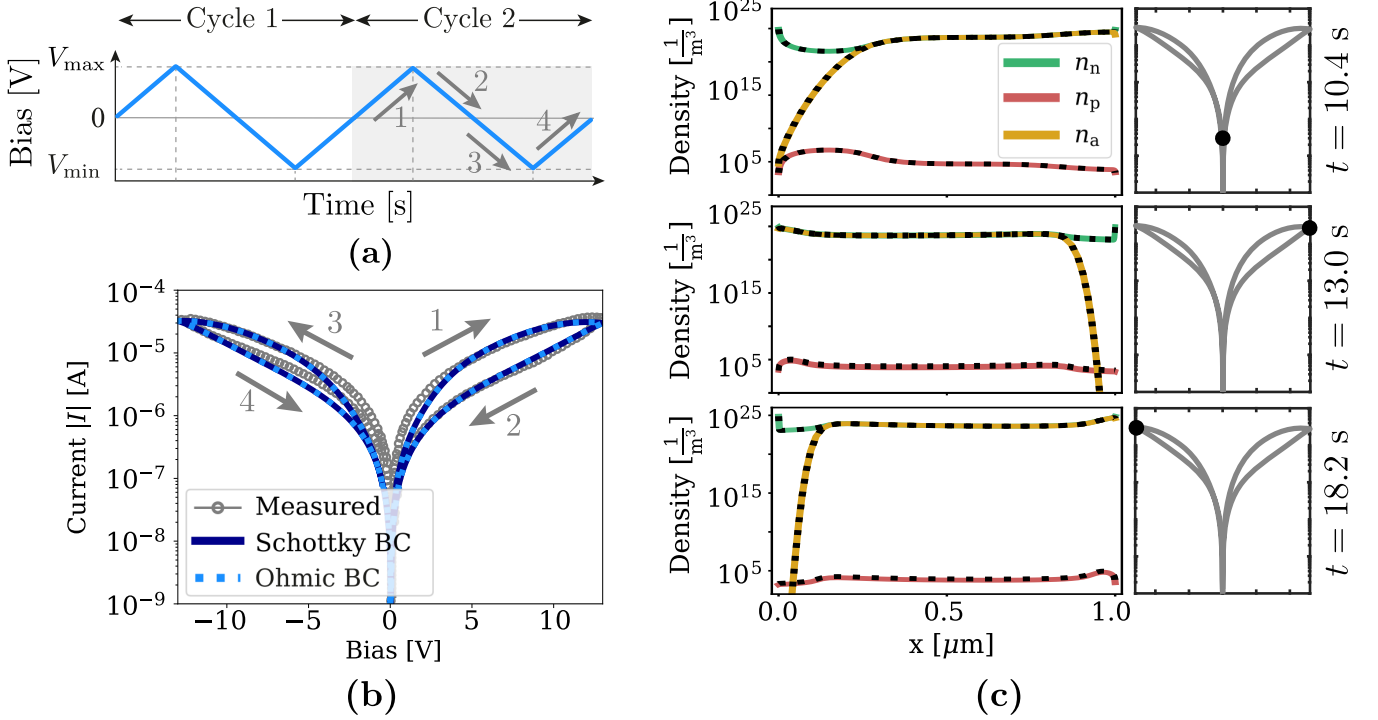 Cycle 1 Cycle 2
Bias [V]
V_max
0
V_min
1
2
3
4
Time [s]
(a)
Current |I| [A]
10^−4
10^−5
10^−6
10^−7
10^−8
10^−9
3
1
4
2
Measured
Schottky BC
Ohmic BC
−10 −5 0 5 10
Bias [V]
(b)
Density [1/m^3]
10^25
10^15
10^5
n_n
n_p
n_a
t = 10.4 s
Density [1/m^3]
10^25
10^15
10^5
t = 13.0 s
Density [1/m^3]
10^25
10^15
10^5
t = 18.2 s
0.0 0.5 1.0
x [μm]
(c)